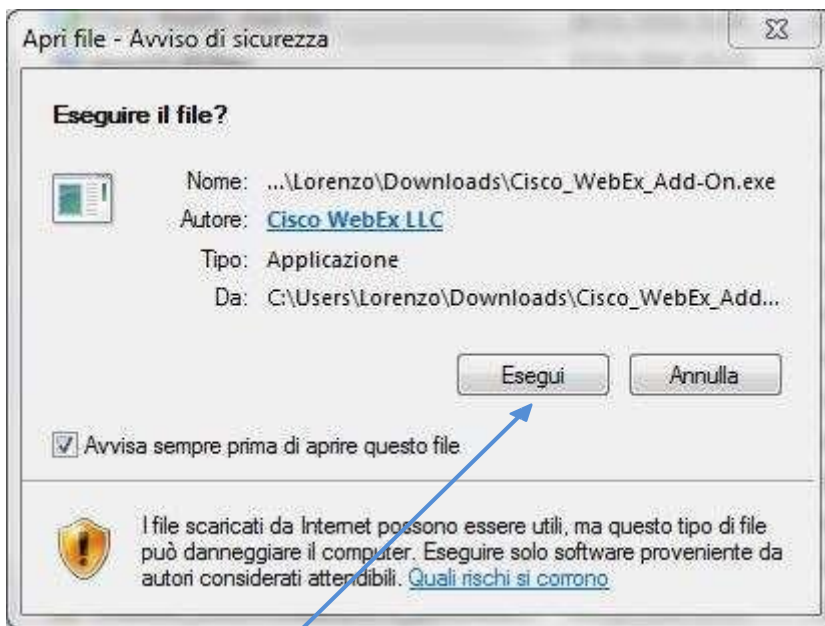 Apri file - Avviso di sicurezza
Eseguire il file?
Nome: ...\Lorenzo\Downloads\Cisco_WebEx_Add-On.exe
Autore: Cisco WebEx LLC
Tipo: Applicazione
Da: C:\Users\Lorenzo\Downloads\Cisco_WebEx_Add...
Esegui Annulla
Avvisa sempre prima di aprire questo file
I file scaricati da Internet possono essere utili, ma questo tipo di file
può danneggiare il computer. Eseguire solo software proveniente da
autori considerati attendibili. Quali rischi si corrono